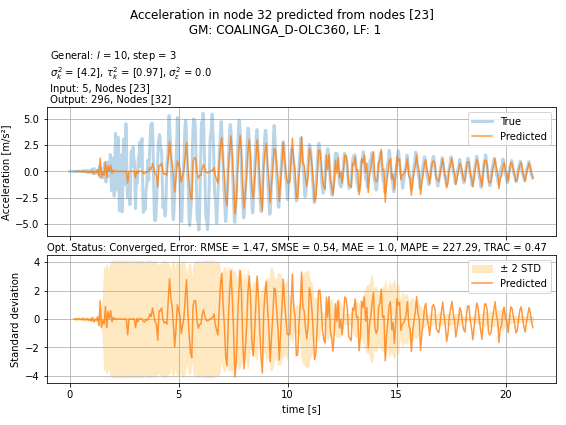 Acceleration in node 32 predicted from nodes [23]
GM: COALINGA_D-OLC360, LF: 1
General: l = 10, step = 3
σ²ₖ = [4.2], τ²ₖ = [0.97], σ²ε = 0.0
Input: 5, Nodes [23]
Output: 296, Nodes [32]
Acceleration [m/s²]
5.0
2.5
0.0
−2.5
−5.0
True
Predicted
Opt. Status: Converged, Error: RMSE = 1.47, SMSE = 0.54, MAE = 1.0, MAPE = 227.29, TRAC = 0.47
Standard deviation
4
2
0
−2
−4
± 2 STD
Predicted
0
5
10
15
20
time [s]